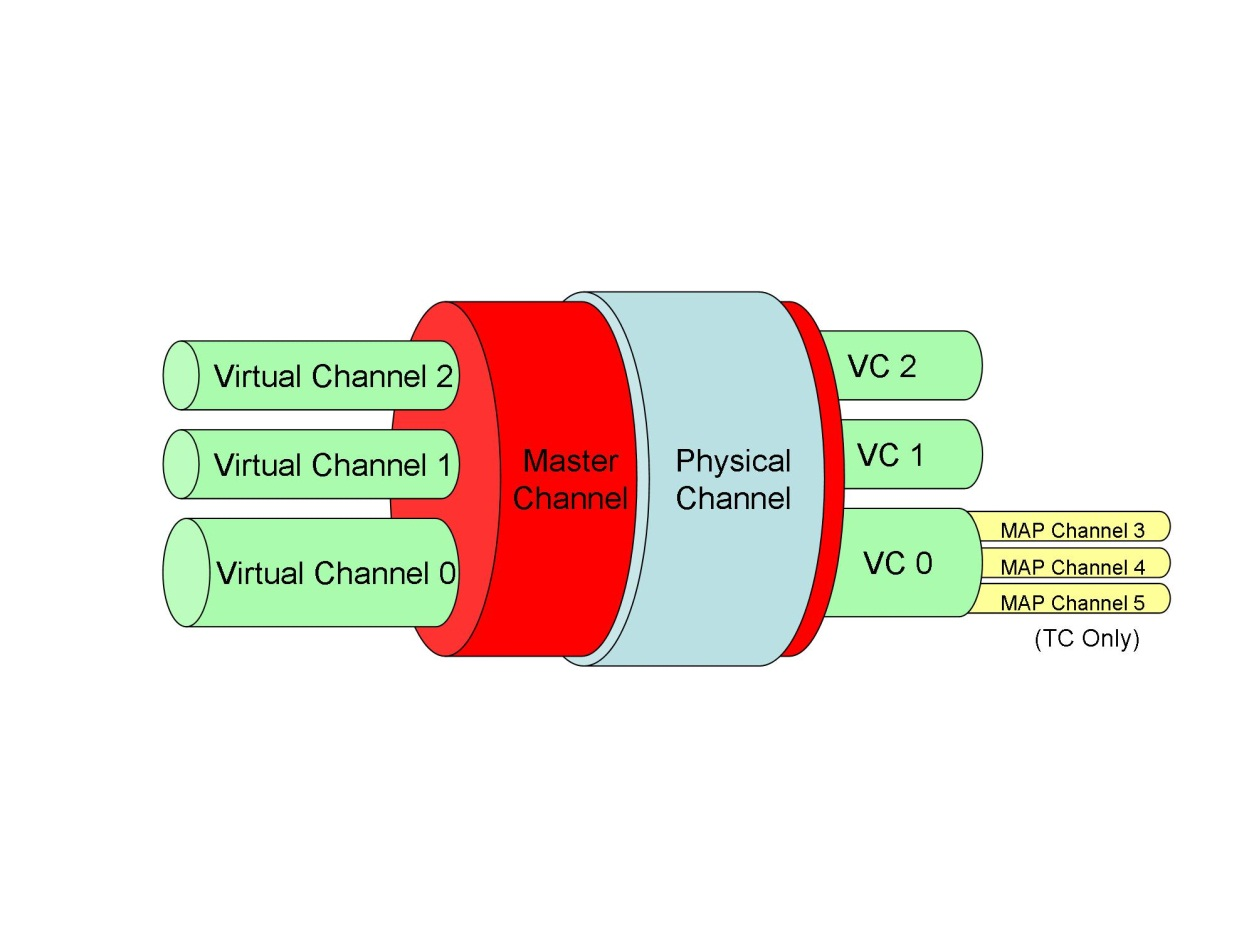 Virtual Channel 2
Virtual Channel 1
Virtual Channel 0
Master
Channel
Physical
Channel
VC 2
VC 1
VC 0
MAP Channel 3
MAP Channel 4
MAP Channel 5
(TC Only)